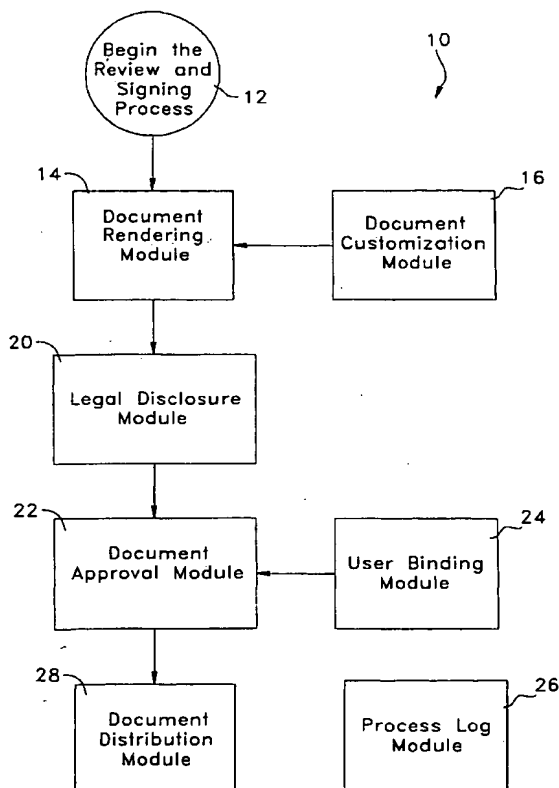 Begin the
Review and
Signing
Process
12
10
14
Document
Rendering
Module
16
Document
Customization
Module
20
Legal Disclosure
Module
22
Document
Approval Module
24
User Binding
Module
28
Document
Distribution
Module
26
Process Log
Module